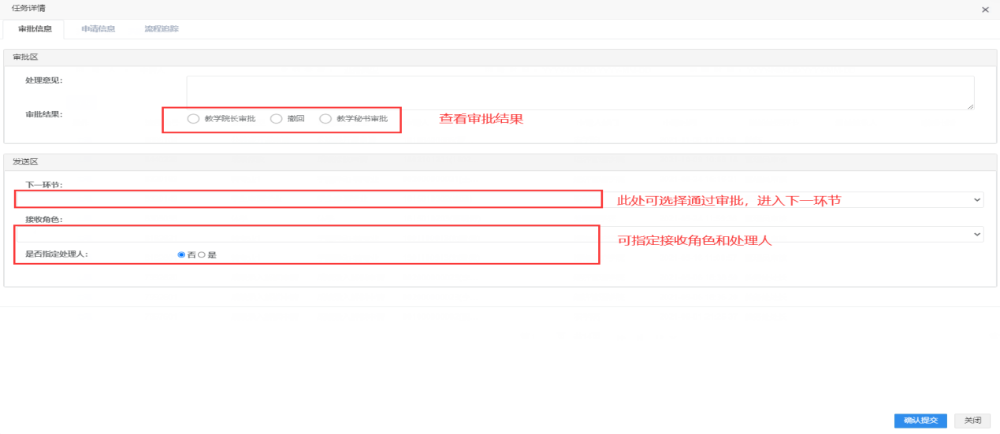 任务详情
审批信息 申请信息 流程追踪
审批区
处理意见：
审批结果： 教学院长审批 撤回 教学秘书审批 查看审批结果
发送区
下一环节：
此处可选择通过审批，进入下一环节
接收角色：
可指定接收角色和处理人
是否指定处理人： 否 是
确认提交 关闭